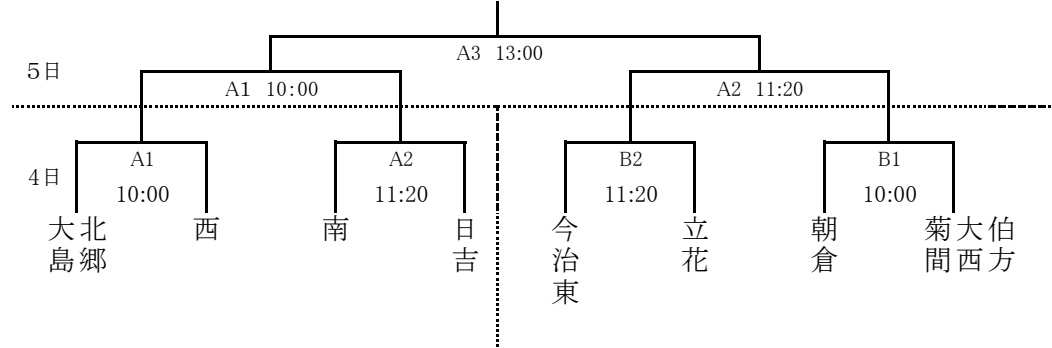 A3 13:00
5日
A1 10:00
A2 11:20
4日
A1
10:00
A2
11:20
B2
11:20
B1
10:00
北郷
大島
西
南
日吉
今治東
立花
朝倉
伯方
大西
菊間